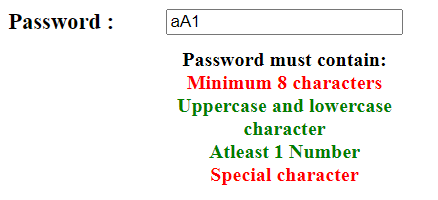 Password : aA1
Password must contain:
Minimum 8 characters
Uppercase and lowercase
character
Atleast 1 Number
Special character